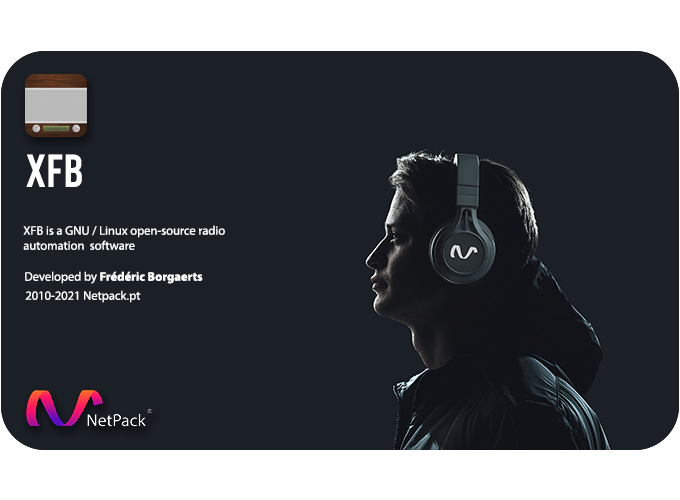 XFB
XFB is a GNU / Linux open-source radio
automation  software
Developed by Frédéric Borgaerts
2010-2021 Netpack.pt
NetPack®